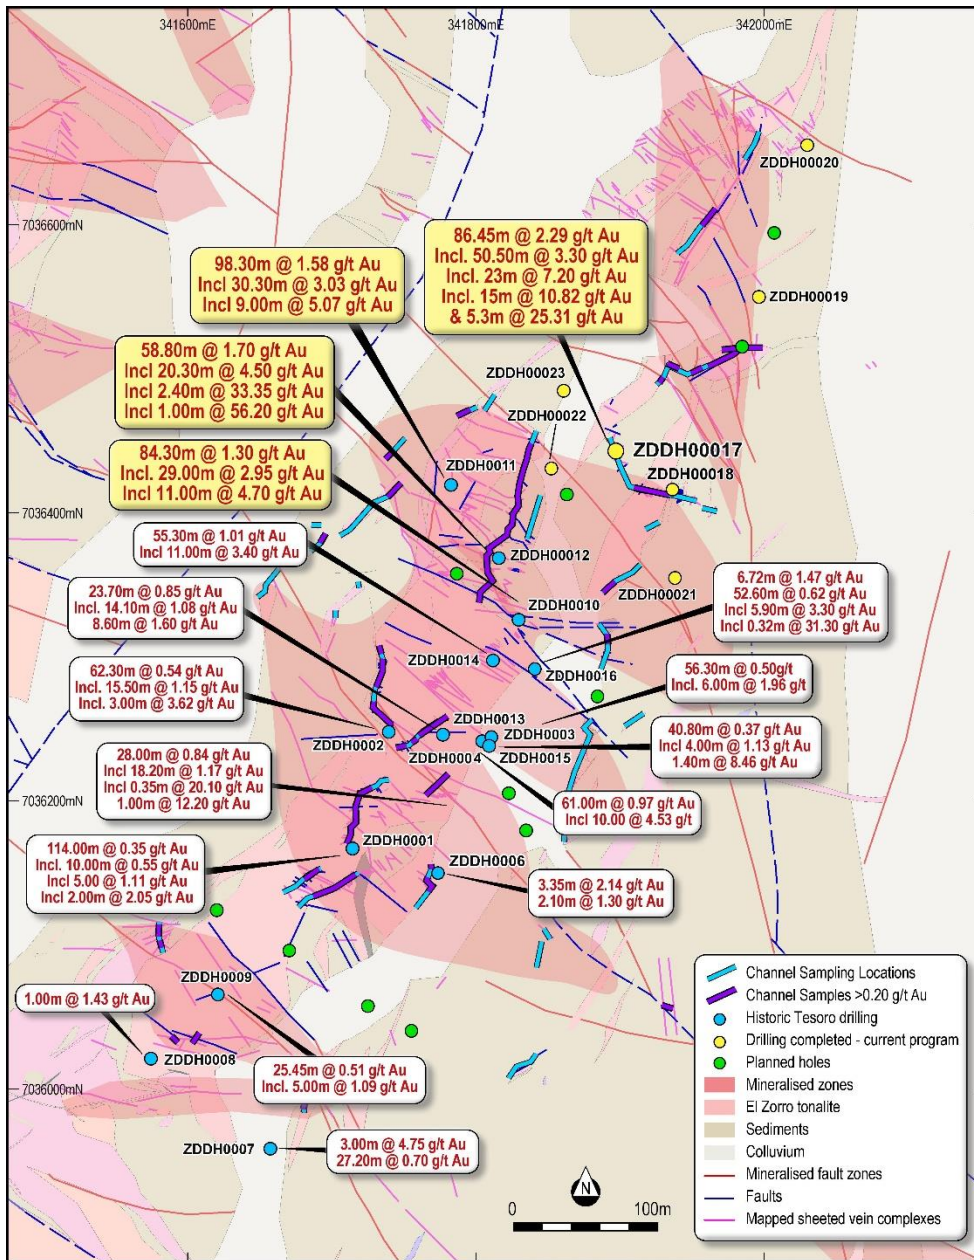 341600mE
341800mE
342000mE
ZDDH00020
7036600mN
86.45m @ 2.29 g/t Au
Incl. 50.50m @ 3.30 g/t Au
Incl. 23m @ 7.20 g/t Au
Incl. 15m @ 10.82 g/t Au
& 5.3m @ 25.31 g/t Au
98.30m @ 1.58 g/t Au
Incl 30.30m @ 3.03 g/t Au
Incl 9.00m @ 5.07 g/t Au
ZDDH00019
58.80m @ 1.70 g/t Au
Incl 20.30m @ 4.50 g/t Au
Incl 2.40m @ 33.35 g/t Au
Incl 1.00m @ 56.20 g/t Au
ZDDH00023
ZDDH00022
ZDDH00017
84.30m @ 1.30 g/t Au
Incl. 29.00m @ 2.95 g/t Au
Incl 11.00m @ 4.70 g/t Au
ZDDH0011
ZDDH00018
7036400mN
55.30m @ 1.01 g/t Au
Incl 11.00m @ 3.40 g/t Au
ZDDH00012
23.70m @ 0.85 g/t Au
Incl. 14.10m @ 1.08 g/t Au
8.60m @ 1.60 g/t Au
ZDDH00021
6.72m @ 1.47 g/t Au
52.60m @ 0.62 g/t Au
Incl 5.90m @ 3.30 g/t Au
Incl 0.32m @ 31.30 g/t Au
ZDDH0010
62.30m @ 0.54 g/t Au
Incl. 15.50m @ 1.15 g/t Au
Incl. 3.00m @ 3.62 g/t Au
ZDDH0014
ZDDH0016
56.30m @ 0.50g/t
Incl. 6.00m @ 1.96 g/t
ZDDH0002
ZDDH0013
ZDDH0003
ZDDH0004
ZDDH0015
40.80m @ 0.37 g/t Au
Incl 4.00m @ 1.13 g/t Au
1.40m @ 8.46 g/t Au
28.00m @ 0.84 g/t Au
Incl 18.20m @ 1.17 g/t Au
Incl 0.35m @ 20.10 g/t Au
1.00m @ 12.20 g/t Au
7036200mN
61.00m @ 0.97 g/t Au
Incl 10.00 @ 4.53 g/t
114.00m @ 0.35 g/t Au
Incl. 10.00m @ 0.55 g/t Au
Incl 5.00 @ 1.11 g/t Au
Incl 2.00m @ 2.05 g/t Au
ZDDH0001
ZDDH0006
3.35m @ 2.14 g/t Au
2.10m @ 1.30 g/t Au
ZDDH0009
1.00m @ 1.43 g/t Au
ZDDH0008
25.45m @ 0.51 g/t Au
Incl. 5.00m @ 1.09 g/t Au
7036000mN
ZDDH0007
3.00m @ 4.75 g/t Au
27.20m @ 0.70 g/t Au
N
0
100m
Channel Sampling Locations
Channel Samples >0.20 g/t Au
Historic Tesoro drilling
Drilling completed - current program
Planned holes
Mineralised zones
El Zorro tonalite
Sediments
Colluvium
Mineralised fault zones
Faults
Mapped sheeted vein complexes